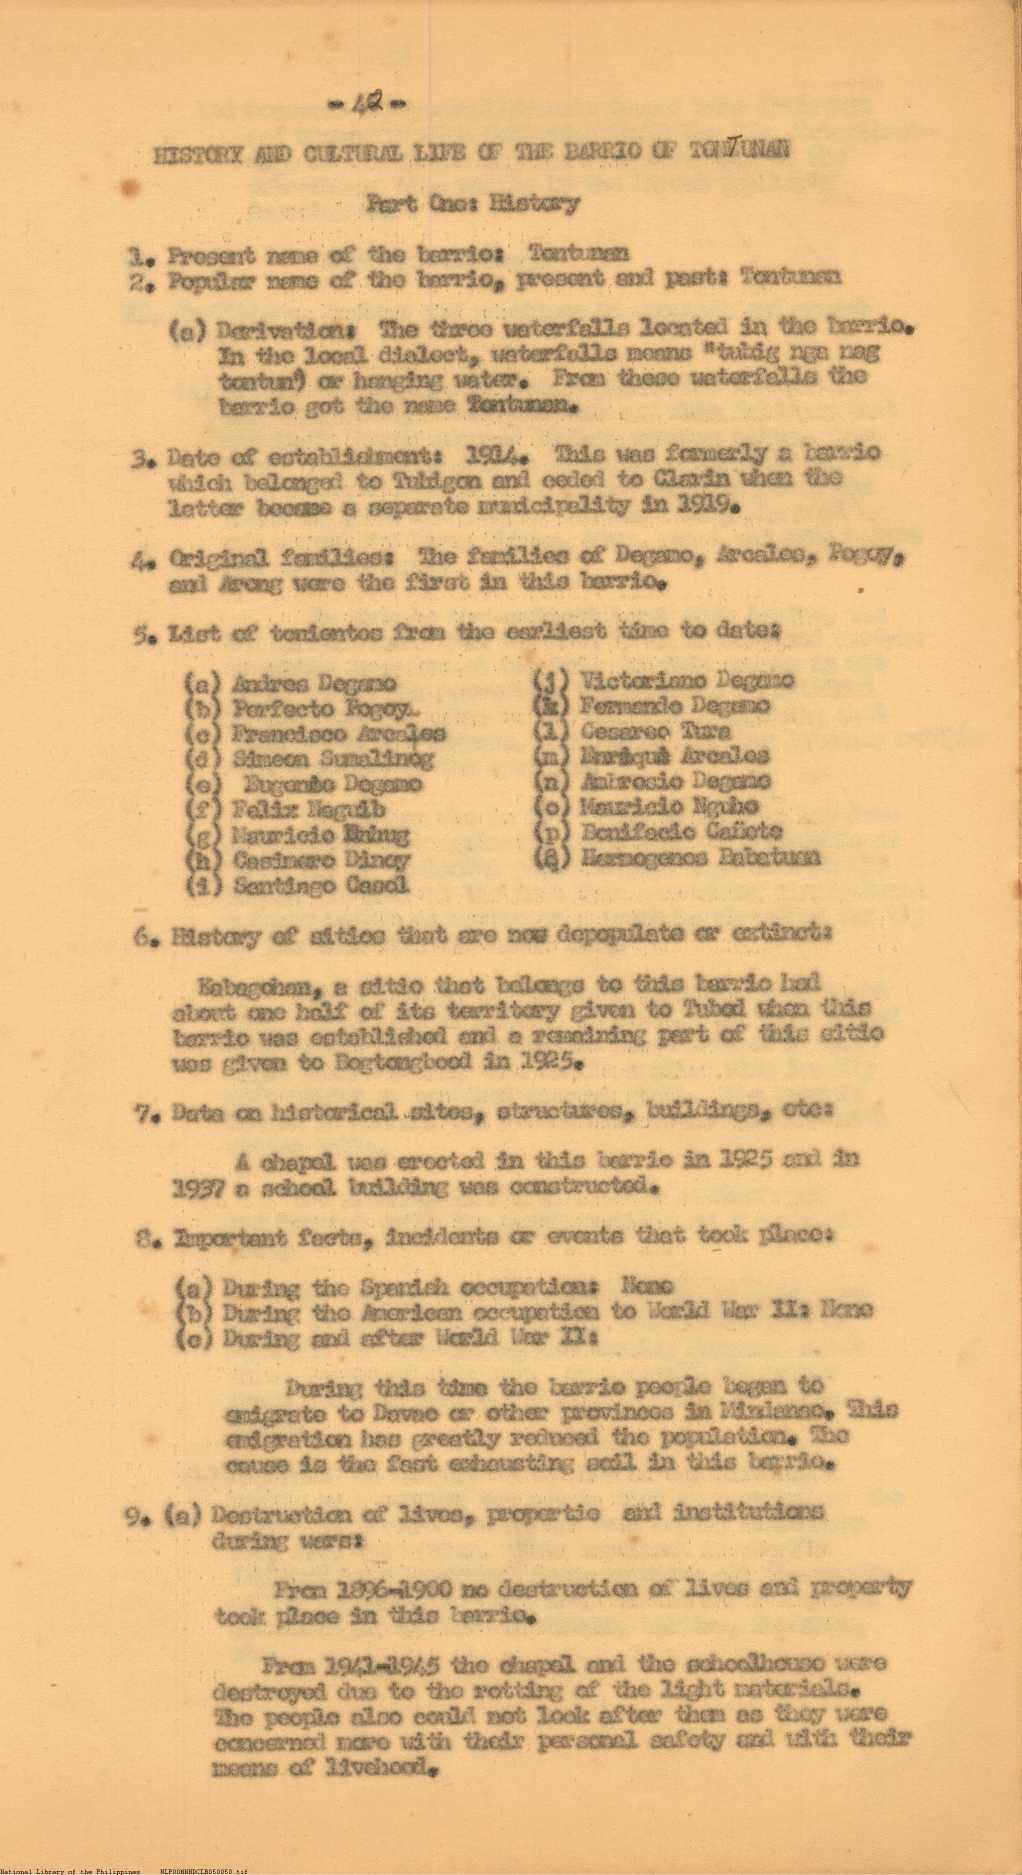 - 42 -
HISTORY AND CULTURAL LIFE OF THE BARRIO OF TONTUNAN
Part One: History
1. Present name of the barrio: Tontunan
2. Popular name of the barrio, present and past: Tontunan
(a) Derivation: The three waterfalls located in the barrio.
In the local dialect, waterfalls means "tubig nga nag
tontun") or hanging water. From these waterfalls the
barrio got the name Tontunan.
3. Date of establishment: 1914. This was formerly a barrio
which belonged to Tubigon and ceded to Clarin when the
latter became a separate municipality in 1919.
4. Original families: The families of Degamo, Arcales, Pogoy,
and Arong were the first in this barrio.
5. List of tenientes from the earliest time to date:
(a) Andres Degamo
(b) Perfecto Pogoy
(c) Francisco Arcales
(d) Simeon Sumalinog
(e) Degamo
(f) Felix Naguib
(g) Mauricio
(h) Casimero Dinoy
(i) Santiago Casol
(j) Victoriano Degamo
(k) Fernando Degamo
(l) Cesareo Tura
(m) Enrique Arcales
(n) Ambrosio Degamo
(o) Mauricio Nguho
(p) Bonifacio Cañete
(q) Hermogenes Babatuan
6. History of sitios that are now depopulate or extinct:
Kabagohan, a sitio that belongs to this barrio had
about one half of its territory given to Tubod when this
barrio was established and a remaining part of this sitio
was given to Bogtongbood in 1925.
7. Data on historical sites, structures, buildings, etc:
A chapel was erected in this barrio in 1925 and in
1937 a school building was constructed.
8. Important facts, incidents or events that took place:
(a) During the Spanish occupation: None
(b) During the American occupation to World War II: None
(c) During and after World War II:
During this time the barrio people began to
emigrate to Davao or other provinces in Mindanao. This
emigration has greatly reduced the population. The
cause is the fast exhausting soil in this barrio.
9. (a) Destruction of lives, propertie and institutions
during wars:
From 1896-1900 no destruction of lives and property
took place in this barrio.
From 1941-1945 the chapel and the schoolhouse were
destroyed due to the rotting of the light materials.
The people also could not look after them as they were
concerned more with their personal safety and with their
means of livehood.
National Library of the Philippines NLPOOMNHDCLB050050.tif